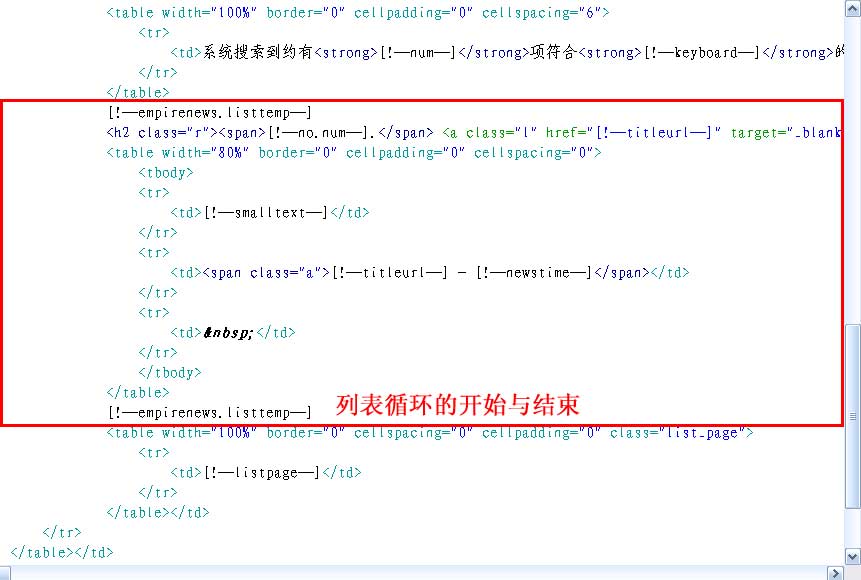 <table width="100%" border="0" cellpadding="0" cellspacing="6">
<tr>
<td>系统搜索到约有<strong>[!--num--]</strong>项符合<strong>[!--keyboard--]</strong>的
</tr>
</table>
[!--empirenews.listtemp--]
<h2 class="r"><span>[!--no.num--].</span> <a class="l" href="[!--titleurl--]" target="_blank
<table width="80%" border="0" cellpadding="0" cellspacing="0">
<tbody>
<tr>
<td>[!--smalltext--]</td>
</tr>
<tr>
<td><span class="a">[!--titleurl--] - [!--newstime--]</span></td>
</tr>
<tr>
<td>&nbsp;</td>
</tr>
</tbody>
</table>
[!--empirenews.listtemp--]
列表循环的开始与结束
<table width="100%" border="0" cellspacing="0" cellpadding="0" class="list_page">
<tr>
<td>[!--listpage--]</td>
</tr>
</table></td>
</tr>
</table></td>